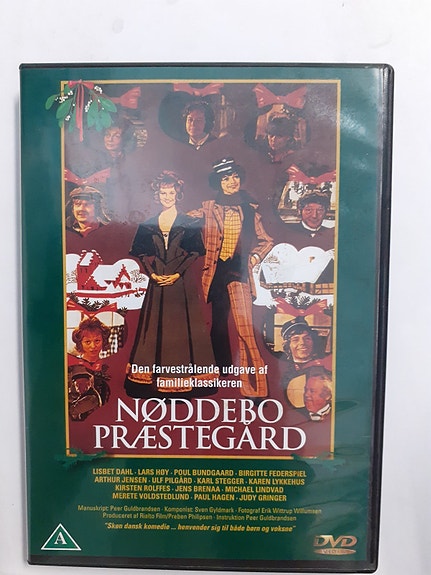 Den farvestrålende udgave af
familieklassikeren
NØDDEBO
PRÆSTEGÅRD
LISBET DAHL · LARS HØY · POUL BUNDGAARD · BIRGITTE FEDERSPIEL
ARTHUR JENSEN · ULF PILGÅRD · KARL STEGGER · KAREN LYKKEHUS
KIRSTEN ROLFFES · JENS BRENAA · MICHAEL LINDVAD
MERETE VOLDSTEDLUND · PAUL HAGEN · JUDY GRINGER
Manuskript: Peer Guldbrandsen · Komponist: Sven Gyldmark · Fotograf Erik Wittrup Willumsen
Produceret af Rialto Film/Preben Philipsen · Instruktion Peer Guldbrandsen
"Skøn dansk komedie ... henvender sig til både børn og voksne"
A
DVD